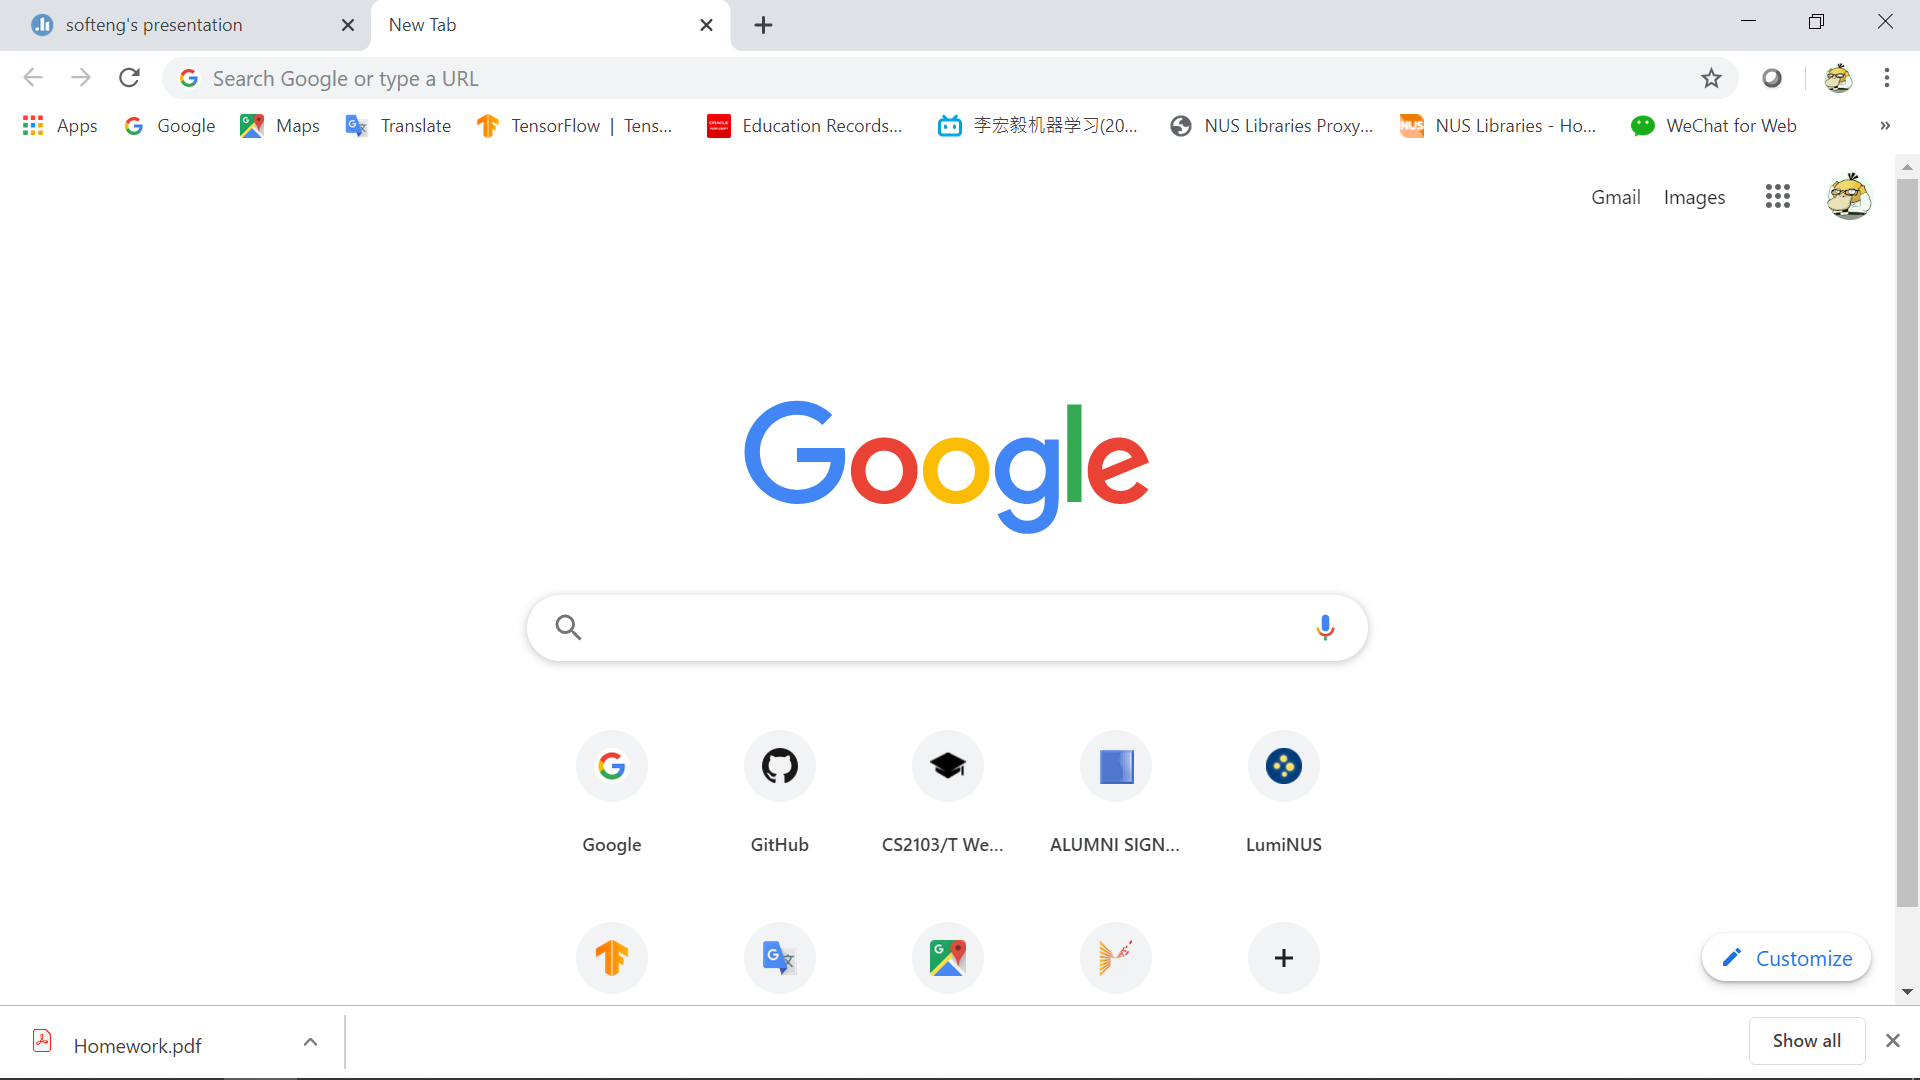 softeng's presentation
New Tab
Search Google or type a URL
Apps
Google
Maps
Translate
TensorFlow | Tens...
Education Records...
李宏毅机器学习(20...
NUS Libraries Proxy...
NUS
NUS Libraries - Ho...
WeChat for Web
»
Gmail
Images
Google
Google
GitHub
CS2103/T We...
ALUMNI SIGN...
LumiNUS
Customize
Homework.pdf
Show all